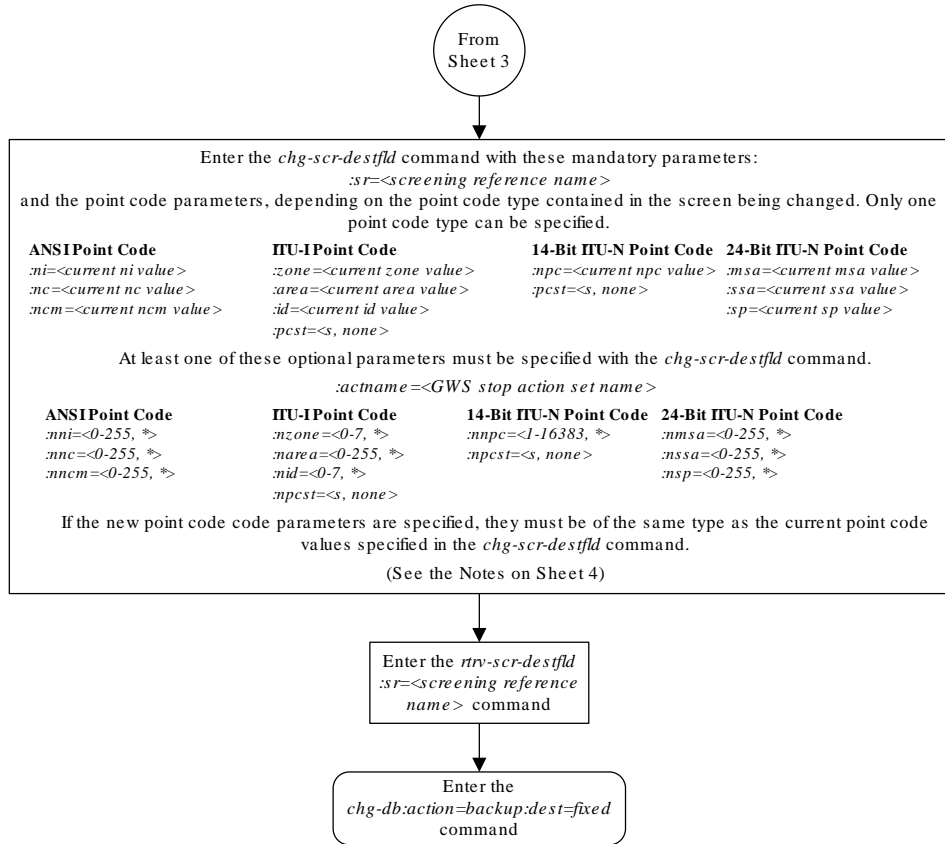 From
Sheet 3
Enter the chg-scr-destfld command with these mandatory parameters:
:sr=<screening reference name>
and the point code parameters, depending on the point code type contained in the screen being changed. Only one
point code type can be specified.
ANSI Point Code ITU-I Point Code 14-Bit ITU-N Point Code 24-Bit ITU-N Point Code
:ni=<current ni value> :zone=<current zone value> :npc=<current npc value> :msa=<current msa value>
:nc=<current nc value> :area=<current area value> :pcst=<s, none> :ssa=<current ssa value>
:ncm=<current ncm value> :id=<current id value> :sp=<current sp value>
:pcst=<s, none>
At least one of these optional parameters must be specified with the chg-scr-destfld command.
:actname=<GWS stop action set name>
ANSI Point Code ITU-I Point Code 14-Bit ITU-N Point Code 24-Bit ITU-N Point Code
:nni=<0-255, *> :nzone=<0-7, *> :nnpc=<1-16383, *> :nmsa=<0-255, *>
:nnc=<0-255, *> :narea=<0-255, *> :npcst=<s, none> :nssa=<0-255, *>
:nncm=<0-255, *> :nid=<0-7, *> :nsp=<0-255, *>
:npcst=<s, none>
If the new point code code parameters are specified, they must be of the same type as the current point code
values specified in the chg-scr-destfld command.
(See the Notes on Sheet 4)
Enter the rtrv-scr-destfld
:sr=<screening reference
name> command
Enter the
chg-db:action=backup:dest=fixed
command